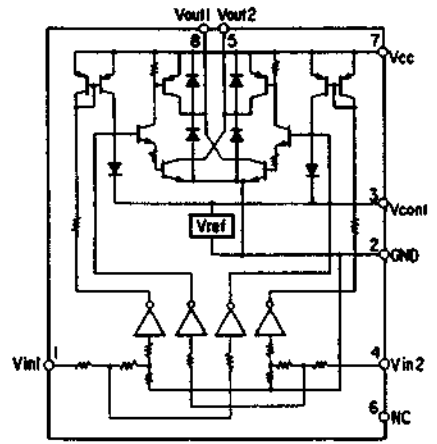 Vout1 Vout2
8 5
7 Vcc
3 Vcont
Vref
2 GND
Vin1 1
4 Vin2
6 NC